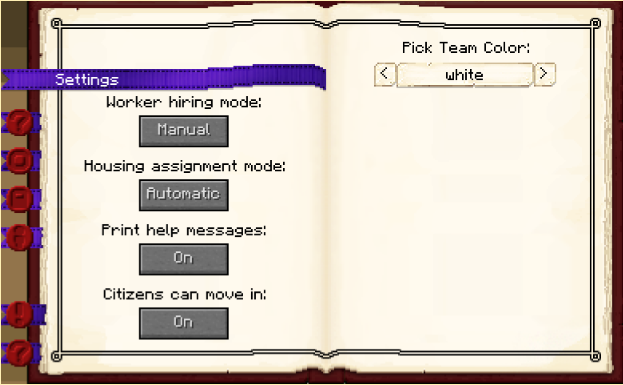 Settings
Worker hiring mode:
Manual
Housing assignment mode:
Automatic
Print help messages:
On
Citizens can move in:
On
Pick Team Color:
< white >